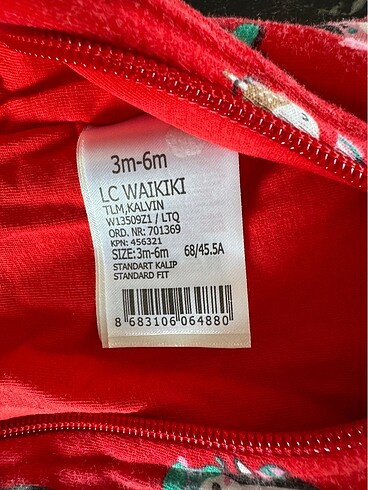 3m-6m
LC WAIKIKI
TLM,KALVIN
W13509Z1 / LTQ
ORD. NR: 701369
KPN: 456321
SIZE:3m-6m 68/45.5A
STANDART KALIP
STANDARD FIT
8 683106 064880